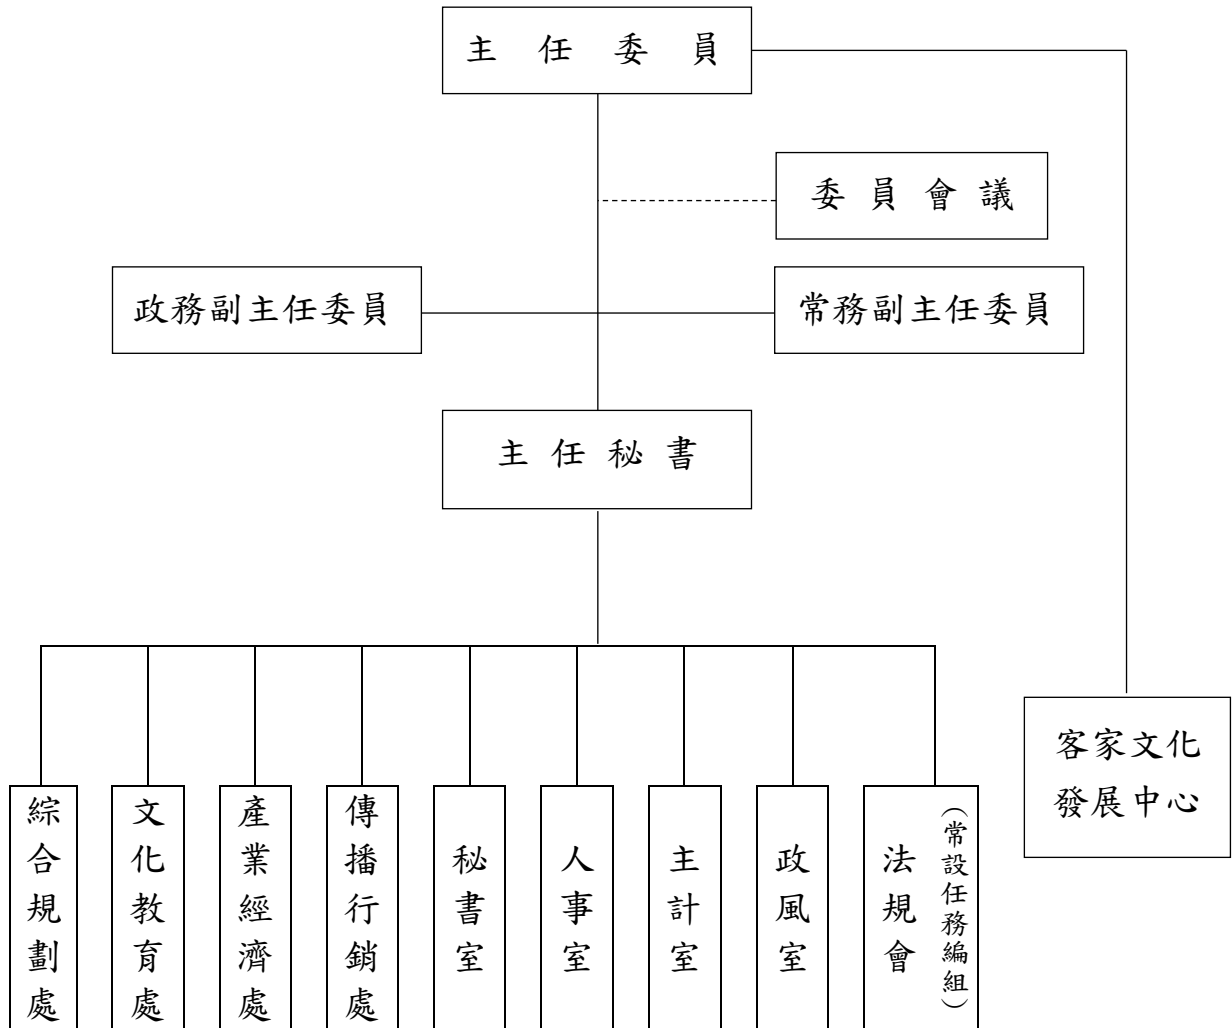 主任委員
委員會議
政務副主任委員
常務副主任委員
主任秘書
客家文化
發展中心
綜合規劃處
文化教育處
產業經濟處
傳播行銷處
秘書室
人事室
主計室
政風室
法規會
（常設任務編組）